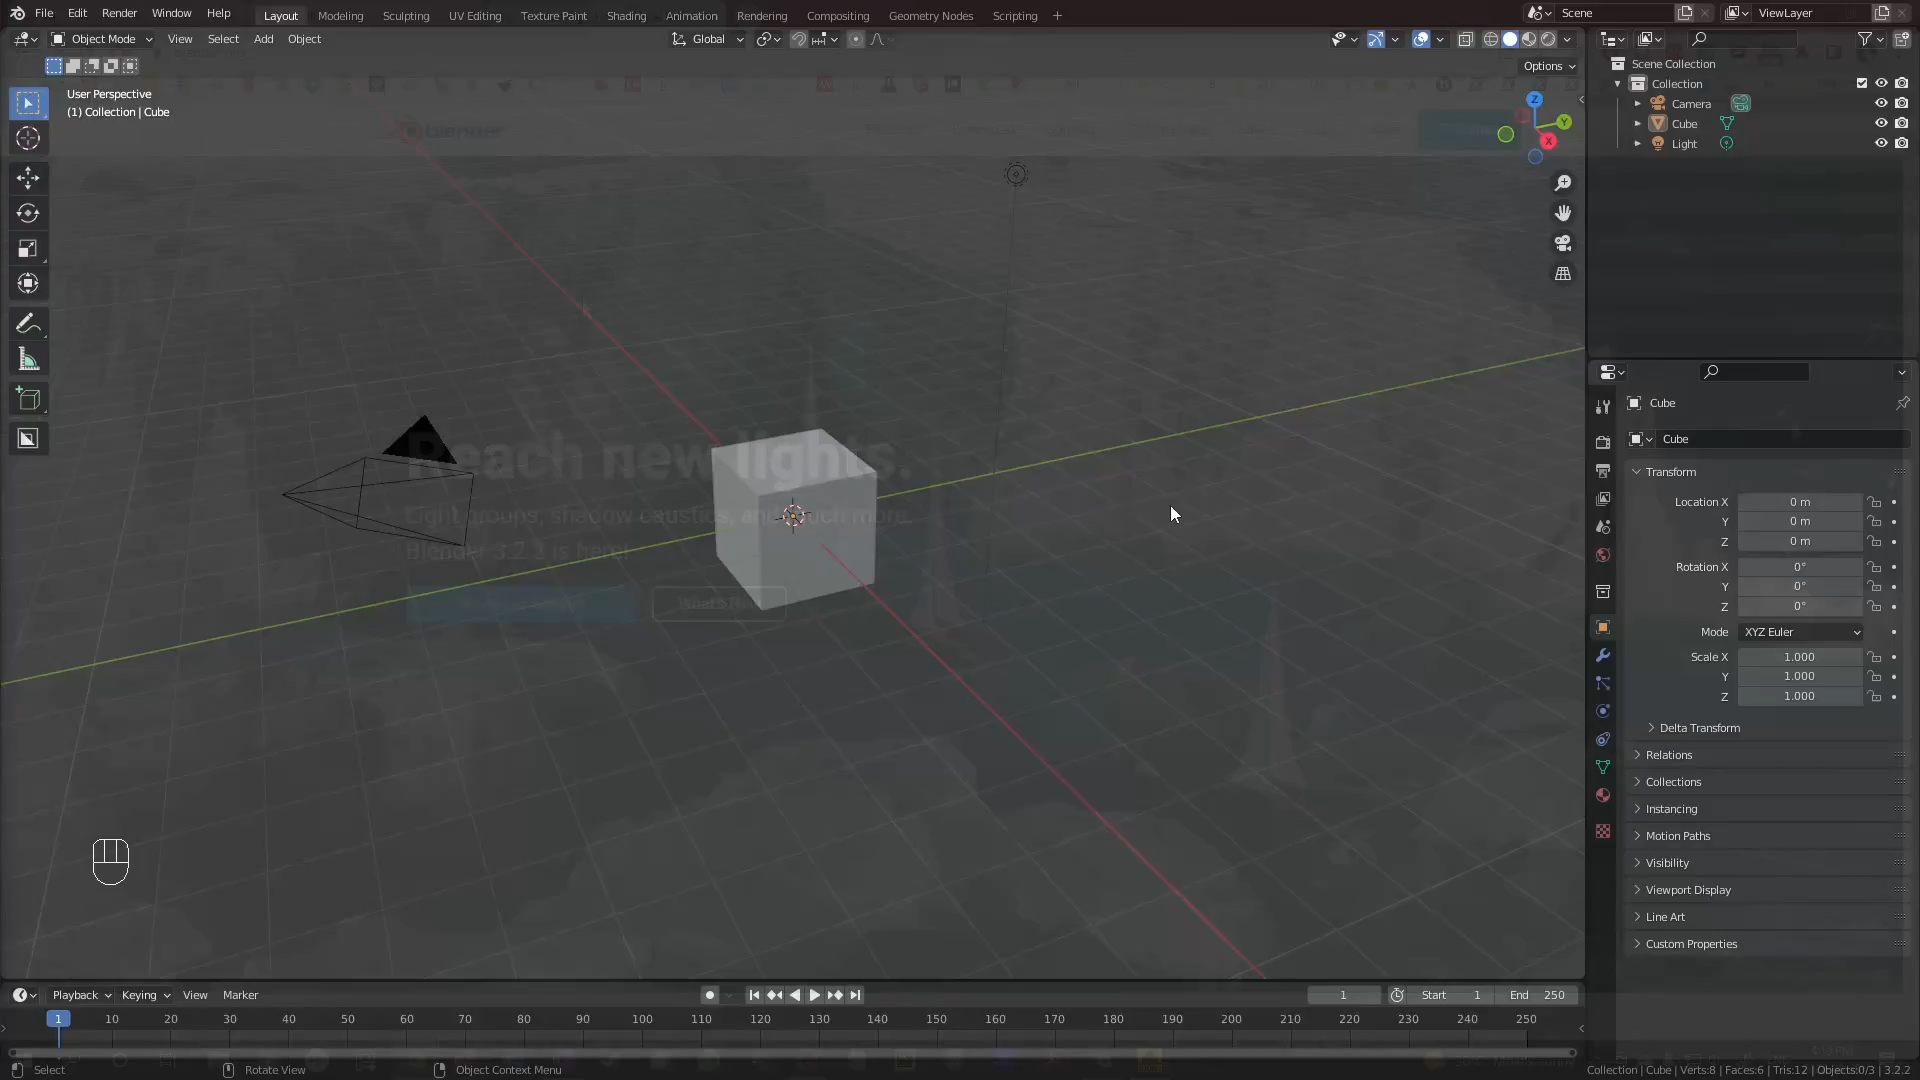 File Edit Render Window Help Layout Modeling Sculpting UV Editing Texture Paint Shading Animation Rendering Compositing Geometry Nodes Scripting + Scene ViewLayer
Object Mode View Select Add Object Global
Options
User Perspective
(1) Collection | Cube
Z
Y
X
Scene Collection
Collection
Camera
Cube
Light
blender
Reach new lights.
Light groups, shadow caustics, and much more.
Blender 3.2.2 is here!
What's New
Cube
Cube
Transform
Location X 0 m
Y 0 m
Z 0 m
Rotation X 0°
Y 0°
Z 0°
Mode XYZ Euler
Scale X 1.000
Y 1.000
Z 1.000
Delta Transform
Relations
Collections
Instancing
Motion Paths
Visibility
Viewport Display
Line Art
Custom Properties
Playback Keying View Marker 1 Start 1 End 250
1 10 20 30 40 50 60 70 80 90 100 110 120 130 140 150 160 170 180 190 200 210 220 230 240 250
Select Rotate View Object Context Menu Collection | Cube | Verts:8 | Faces:6 | Tris:12 | Objects:0/3 | 3.2.2